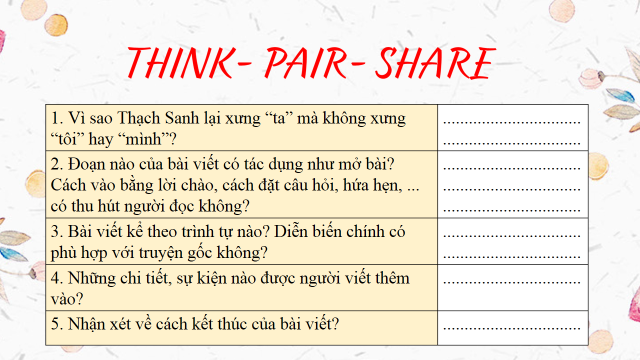 THINK- PAIR- SHARE
1. Vì sao Thạch Sanh lại xưng “ta” mà không xưng
“tôi” hay “mình”?
.................................
.................................
2. Đoạn nào của bài viết có tác dụng như mở bài?
Cách vào bằng lời chào, cách đặt câu hỏi, hứa hẹn, ...
có thu hút người đọc không?
.................................
.................................
.................................
3. Bài viết kể theo trình tự nào? Diễn biến chính có
phù hợp với truyện gốc không?
.................................
.................................
4. Những chi tiết, sự kiện nào được người viết thêm
vào?
.................................
5. Nhận xét về cách kết thúc của bài viết?
.................................